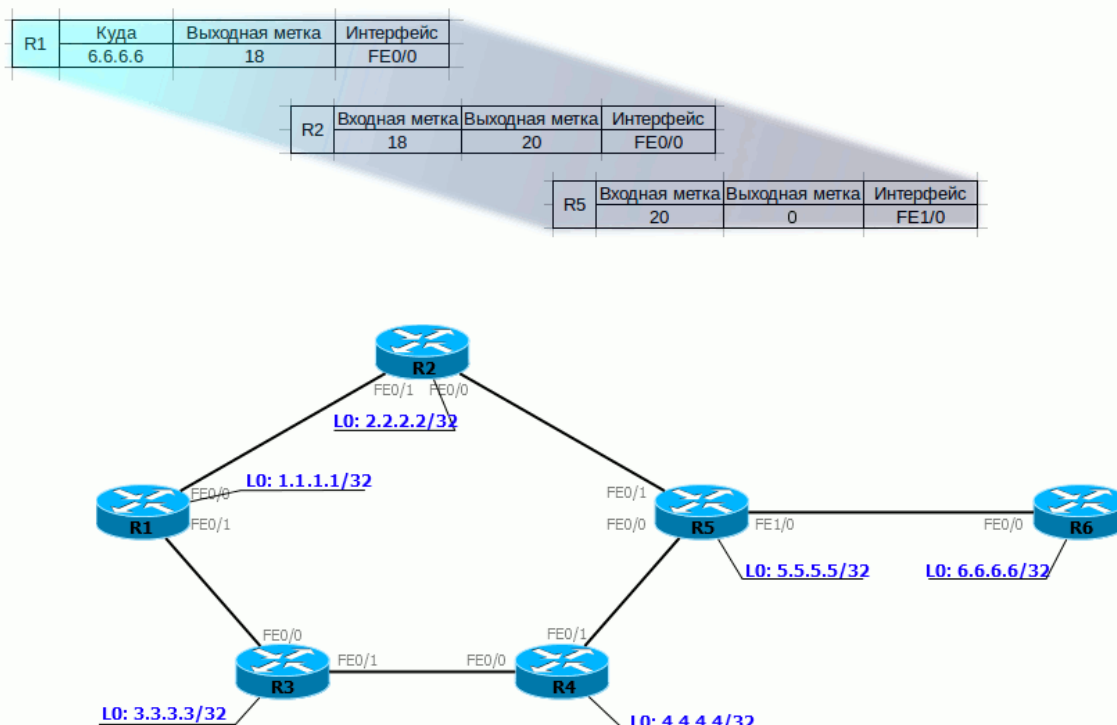 R1 Куда Выходная метка Интерфейс
6.6.6.6 18 FE0/0
R2 Входная метка Выходная метка Интерфейс
18 20 FE0/0
R5 Входная метка Выходная метка Интерфейс
20 0 FE1/0
R2
FE0/1 FE0/0
L0: 2.2.2.2/32
L0: 1.1.1.1/32
FE0/0
R1
FE0/1
FE0/1
FE0/0
R5
FE1/0
FE0/0
R6
L0: 5.5.5.5/32
L0: 6.6.6.6/32
FE0/0
R3
FE0/1
FE0/0
FE0/1
R4
L0: 3.3.3.3/32
L0: 4.4.4.4/32